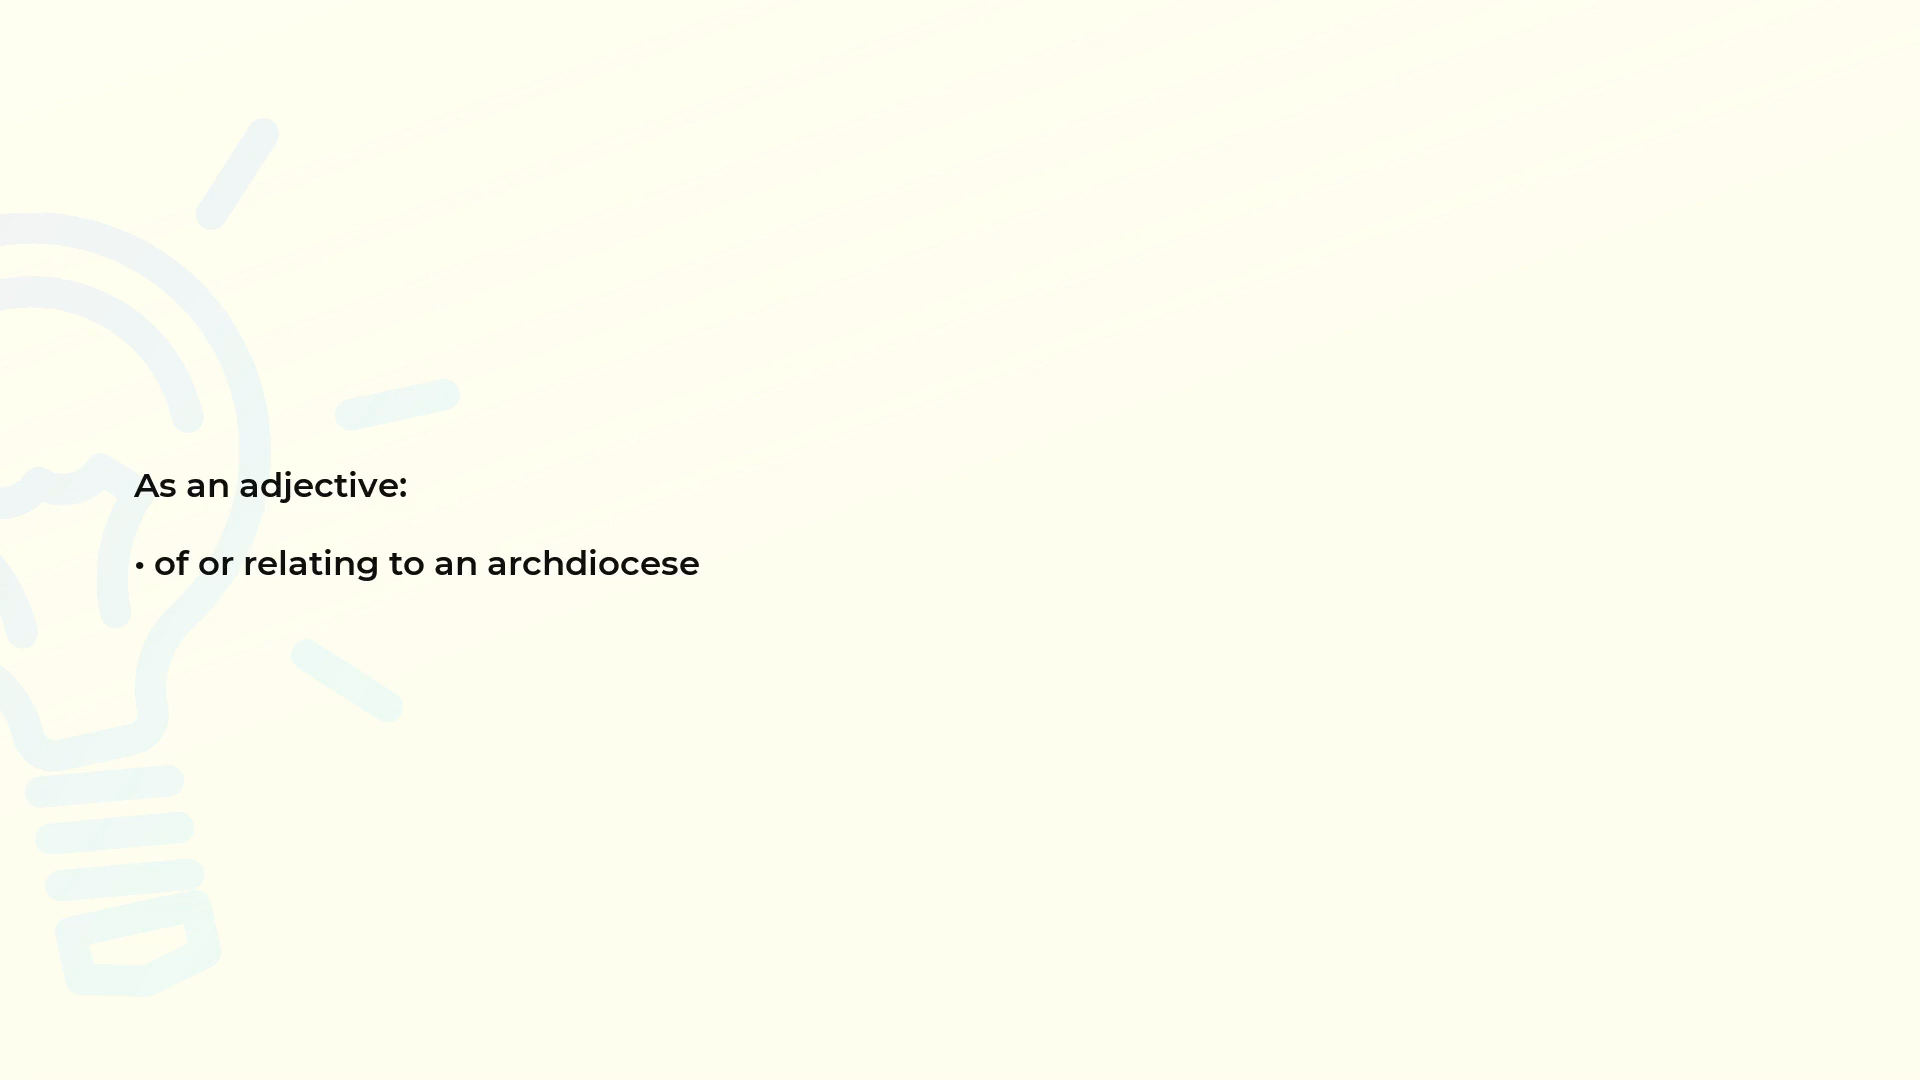 As an adjective:
• of or relating to an archdiocese